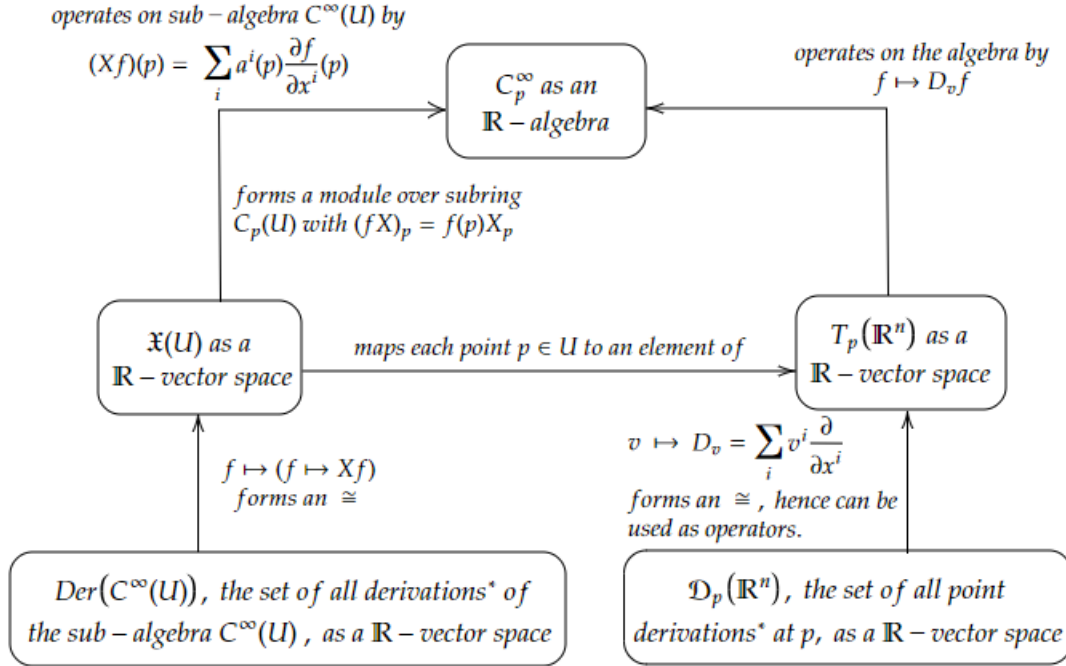 operates on sub – algebra C^∞(U) by
(Xf)(p) = ∑_i a^i(p) ∂f/∂x^i (p)
C_p^∞ as an
ℝ – algebra
operates on the algebra by
f ↦ D_v f
forms a module over subring
C_p(U) with (fX)_p = f(p)X_p
𝔛(U) as a
ℝ – vector space
maps each point p ∈ U to an element of
T_p(ℝ^n) as a
ℝ – vector space
f ↦ (f ↦ Xf)
forms an ≅
v ↦ D_v = ∑_i v^i ∂/∂x^i
forms an ≅ , hence can be
used as operators.
Der(C^∞(U)), the set of all derivations* of
the sub – algebra C^∞(U) , as a ℝ – vector space
𝔇_p(ℝ^n), the set of all point
derivations* at p, as a ℝ – vector space